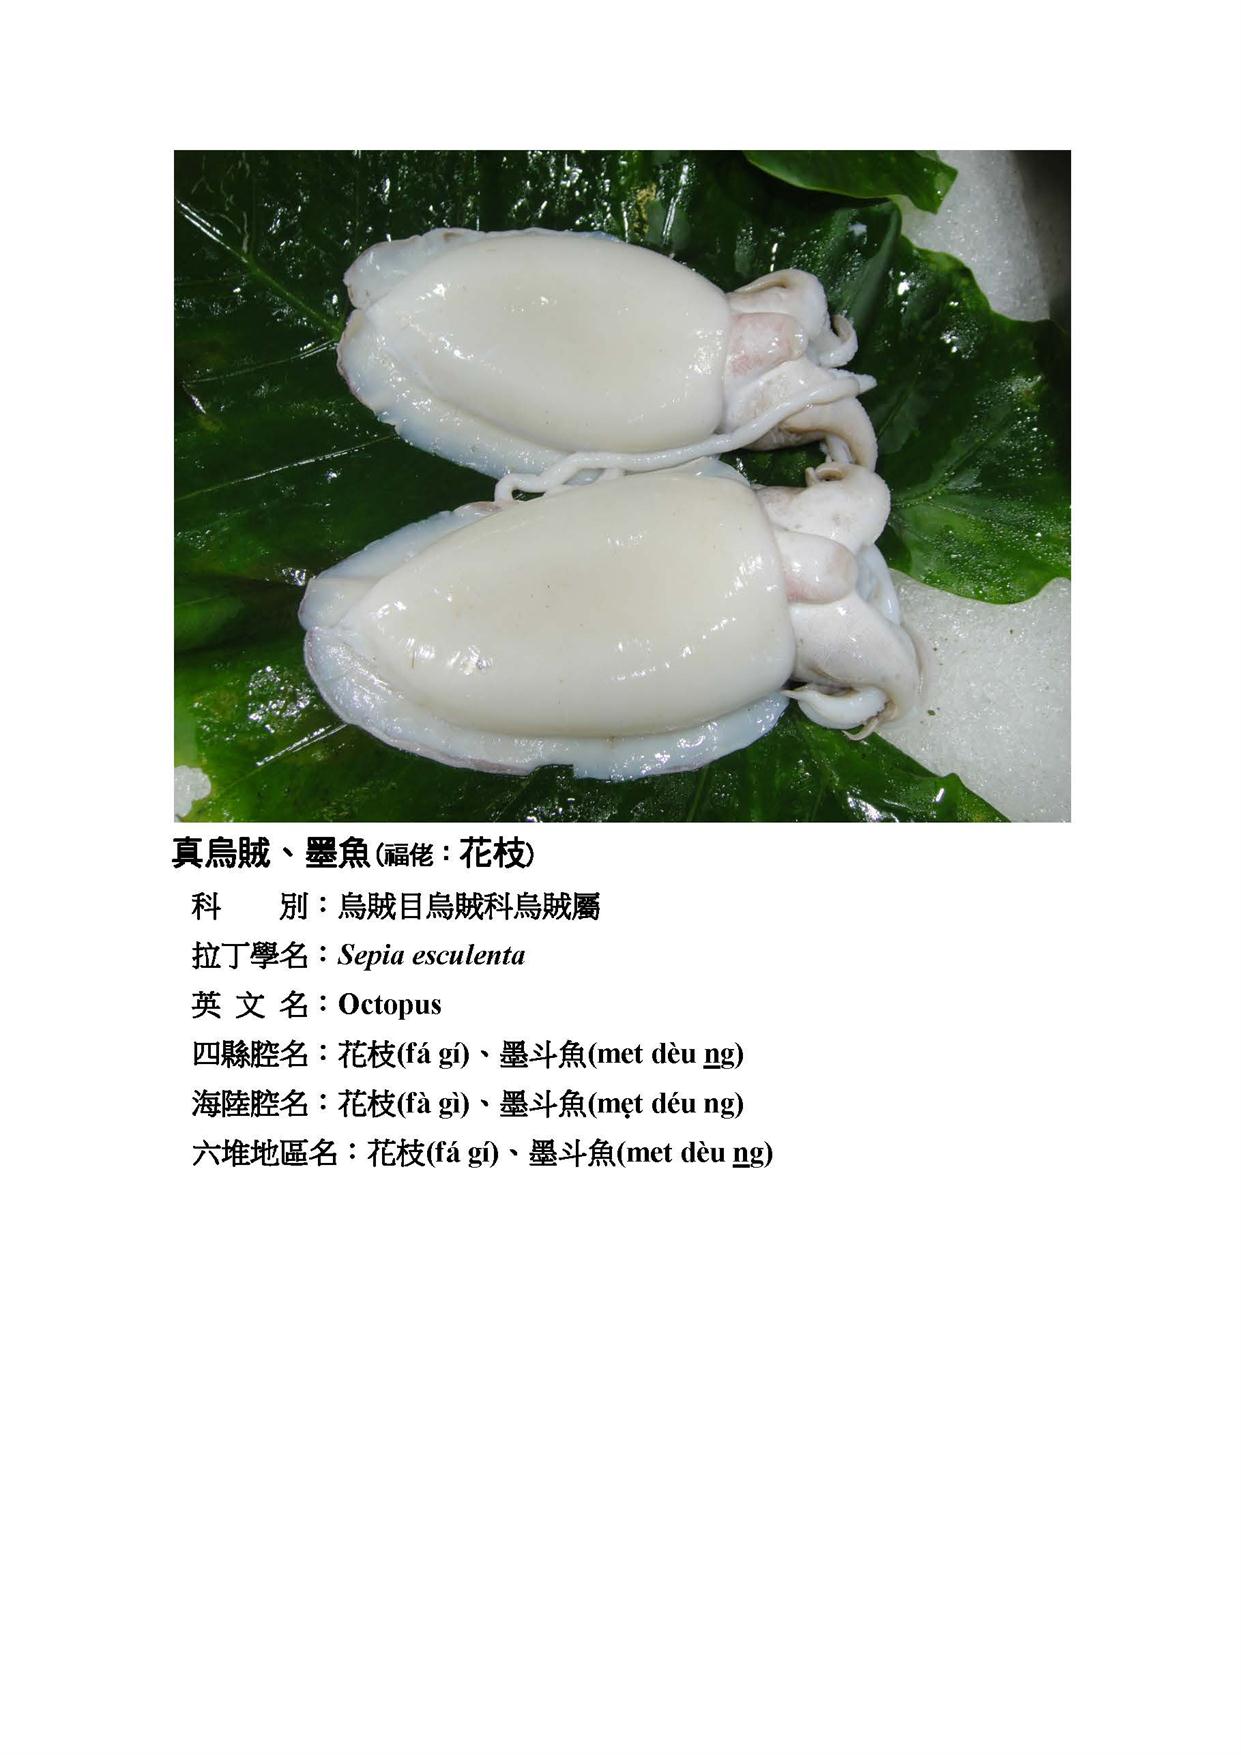 真烏賊、墨魚(福佬：花枝)
科　　別：烏賊目烏賊科烏賊屬
拉丁學名：Sepia esculenta
英 文 名：Octopus
四縣腔名：花枝(fá gí)、墨斗魚(met dèu ng)
海陸腔名：花枝(fà gì)、墨斗魚(mẹt déu ng)
六堆地區名：花枝(fá gí)、墨斗魚(met dèu ng)